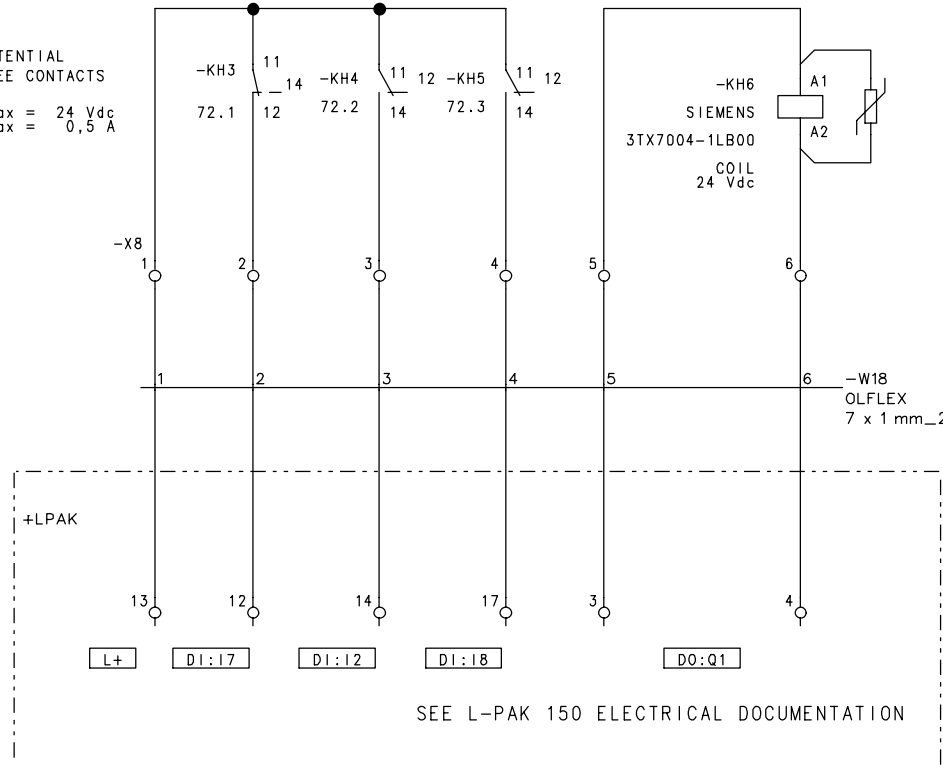 TENTIAL
EE CONTACTS
ax = 24 Vdc
ax = 0,5 A
-KH3
11
14
72.1
12
-KH4
11
12
72.2
14
-KH5
11
12
72.3
14
-KH6
A1
SIEMENS
3TX7004-1LB00
A2
COIL
24 Vdc
-X8
1
2
3
4
5
6
1
2
3
4
5
6
-W18
OLFLEX
7 x 1 mm_2
+LPAK
13
12
14
17
3
4
L+
DI:I7
DI:I2
DI:I8
DO:Q1
SEE L-PAK 150 ELECTRICAL DOCUMENTATION